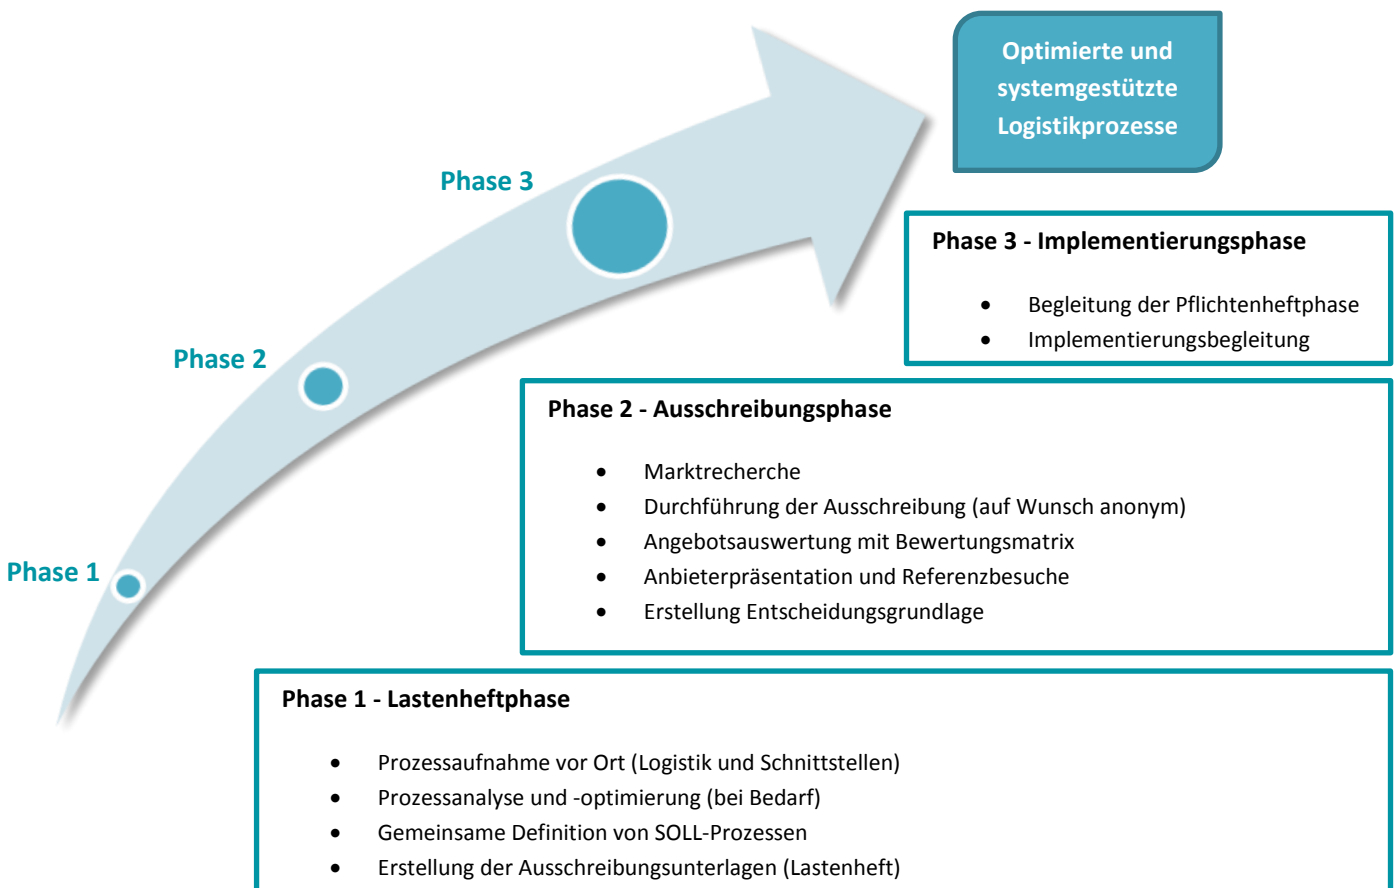 Optimierte und
systemgestützte
Logistikprozesse
Phase 3
Phase 2
Phase 1
Phase 3 - Implementierungsphase
• Begleitung der Pflichtenheftphase
• Implementierungsbegleitung
Phase 2 - Ausschreibungsphase
• Marktrecherche
• Durchführung der Ausschreibung (auf Wunsch anonym)
• Angebotsauswertung mit Bewertungsmatrix
• Anbieterpräsentation und Referenzbesuche
• Erstellung Entscheidungsgrundlage
Phase 1 - Lastenheftphase
• Prozessaufnahme vor Ort (Logistik und Schnittstellen)
• Prozessanalyse und -optimierung (bei Bedarf)
• Gemeinsame Definition von SOLL-Prozessen
• Erstellung der Ausschreibungsunterlagen (Lastenheft)